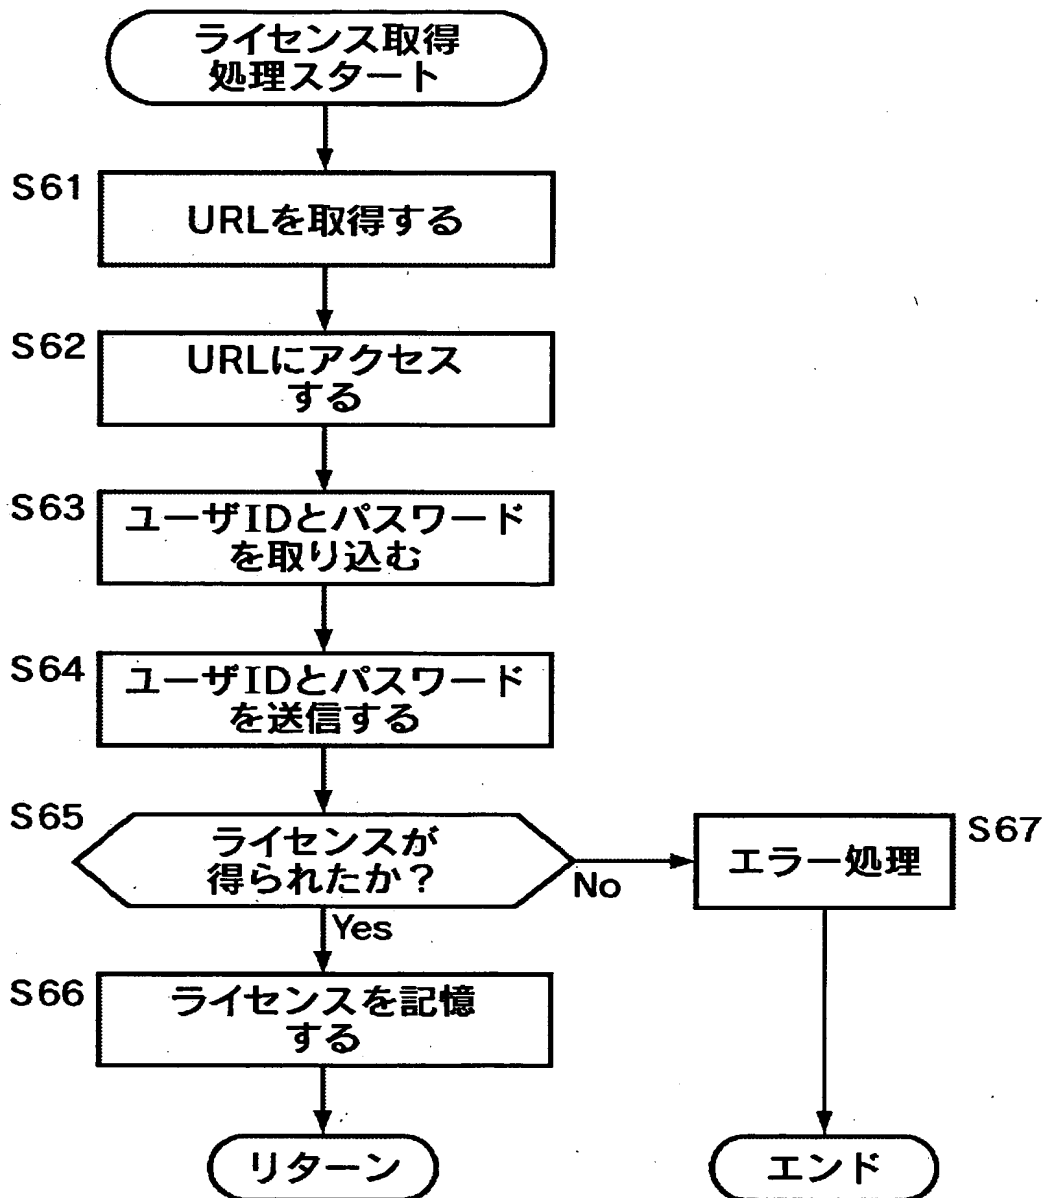 ライセンス取得
処理スタート
S61
URLを取得する
S62
URLにアクセス
する
S63
ユーザIDとパスワード
を取り込む
S64
ユーザIDとパスワード
を送信する
S65
ライセンスが
得られたか？
No
S67
エラー処理
Yes
S66
ライセンスを記憶
する
リターン
エンド